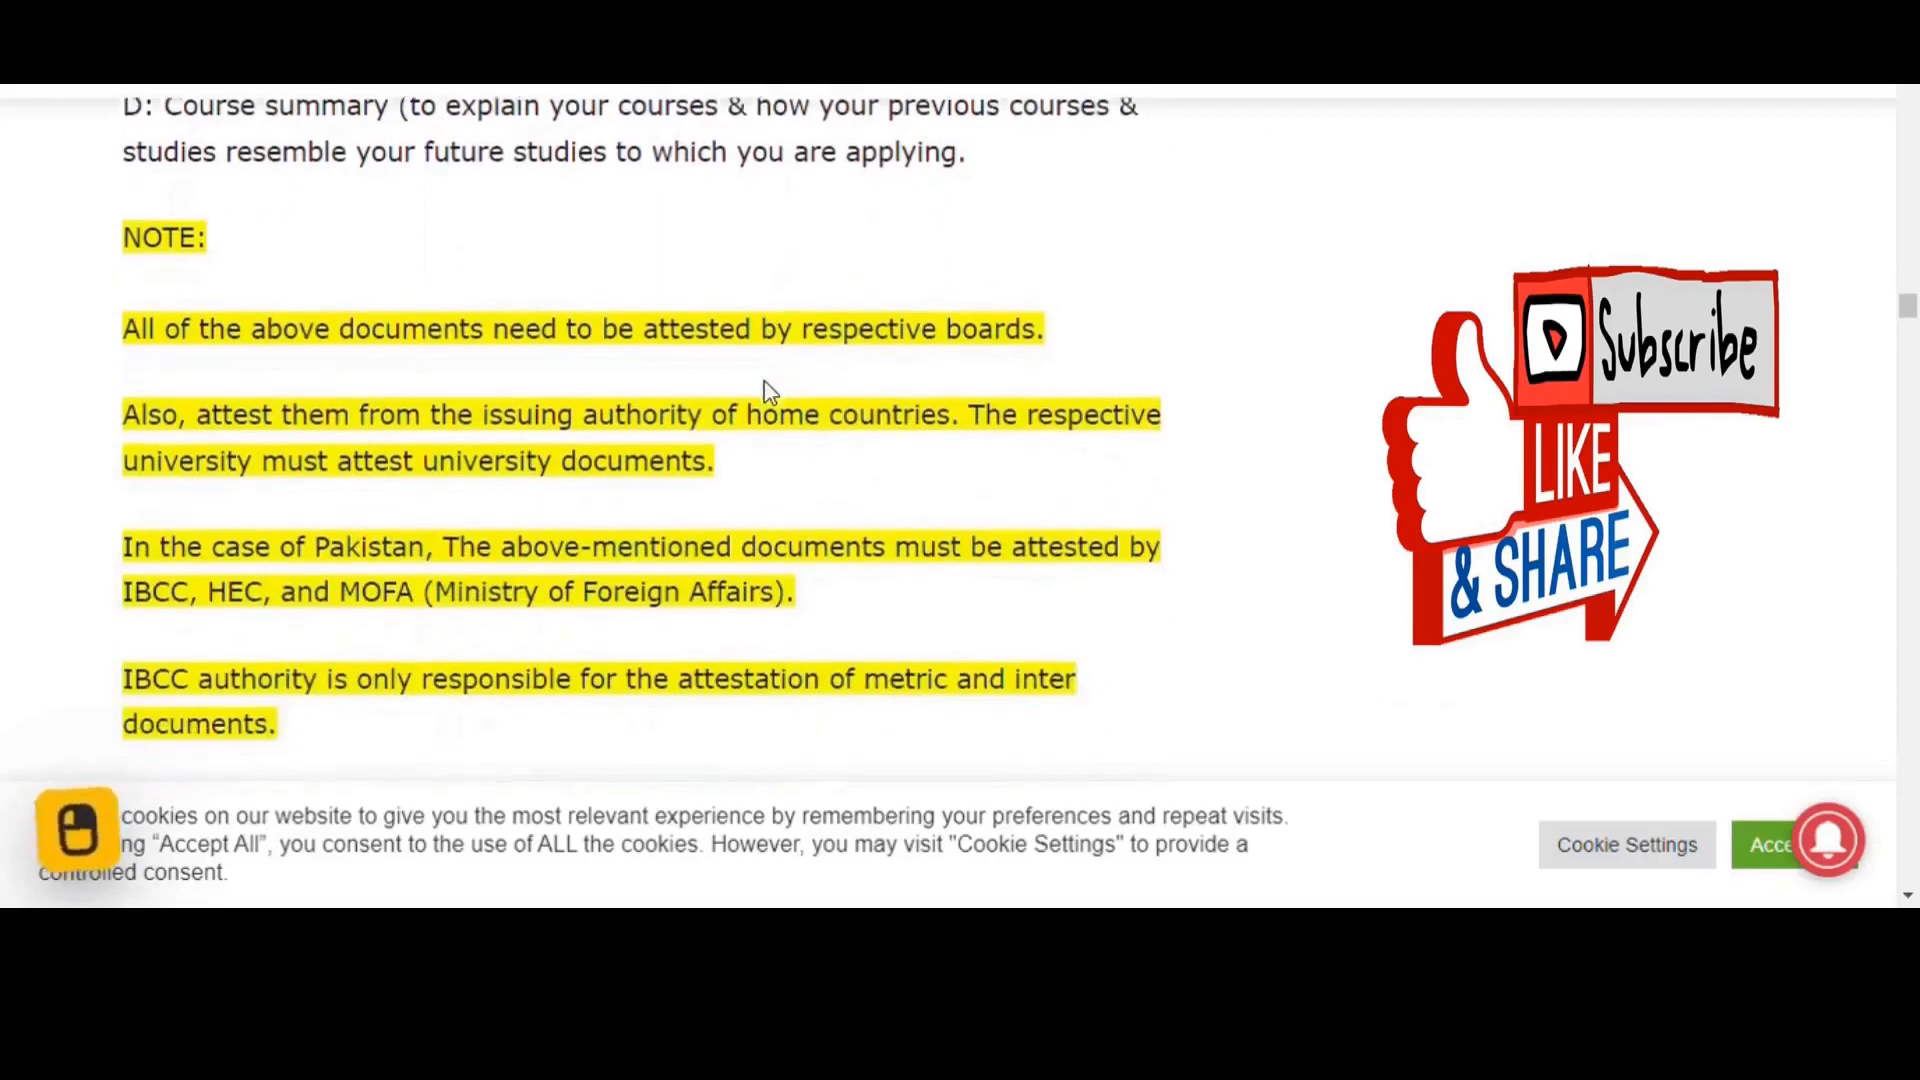 D: Course summary (to explain your courses & how your previous courses &
studies resemble your future studies to which you are applying.
NOTE:
All of the above documents need to be attested by respective boards.
Also, attest them from the issuing authority of home countries. The respective
university must attest university documents.
In the case of Pakistan, The above-mentioned documents must be attested by
IBCC, HEC, and MOFA (Ministry of Foreign Affairs).
IBCC authority is only responsible for the attestation of metric and inter
documents.
Subscribe
LIKE
& SHARE
cookies on our website to give you the most relevant experience by remembering your preferences and repeat visits.
ng “Accept All”, you consent to the use of ALL the cookies. However, you may visit "Cookie Settings" to provide a
controlled consent.
Cookie Settings
Acce